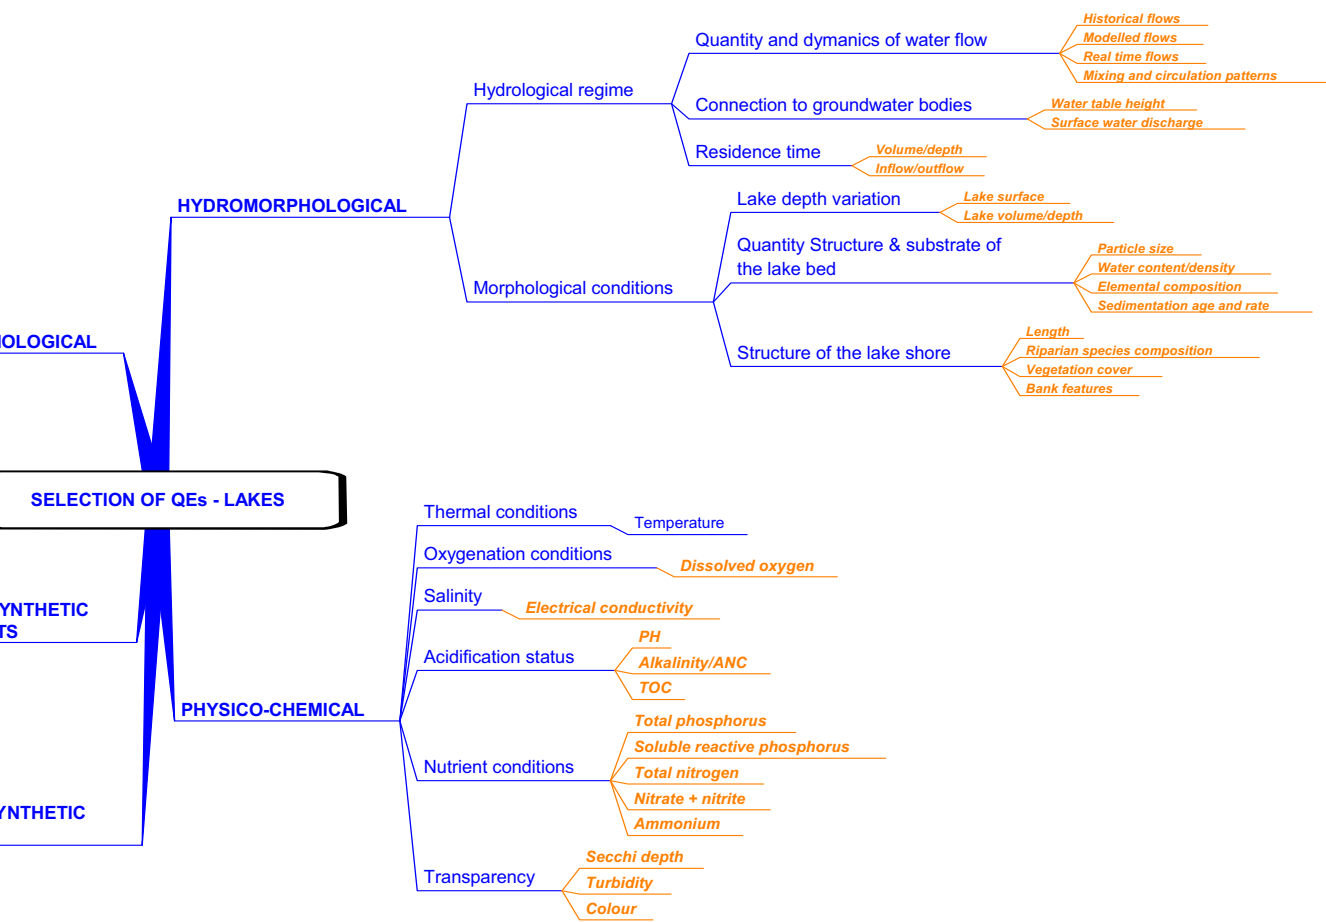 Historical flows
Quantity and dymanics of water flow
Modelled flows
Real time flows
Mixing and circulation patterns
Hydrological regime
Connection to groundwater bodies
Water table height
Surface water discharge
Residence time
Volume/depth
Inflow/outflow
HYDROMORPHOLOGICAL
Lake depth variation
Lake surface
Lake volume/depth
Quantity Structure & substrate of
the lake bed
Particle size
Water content/density
Elemental composition
Sedimentation age and rate
Morphological conditions
Structure of the lake shore
Length
Riparian species composition
Vegetation cover
Bank features
OLOGICAL
SELECTION OF QEs - LAKES
YNTHETIC
TS
YNTHETIC
PHYSICO-CHEMICAL
Thermal conditions
Temperature
Oxygenation conditions
Dissolved oxygen
Salinity
Electrical conductivity
Acidification status
PH
Alkalinity/ANC
TOC
Nutrient conditions
Total phosphorus
Soluble reactive phosphorus
Total nitrogen
Nitrate + nitrite
Ammonium
Transparency
Secchi depth
Turbidity
Colour